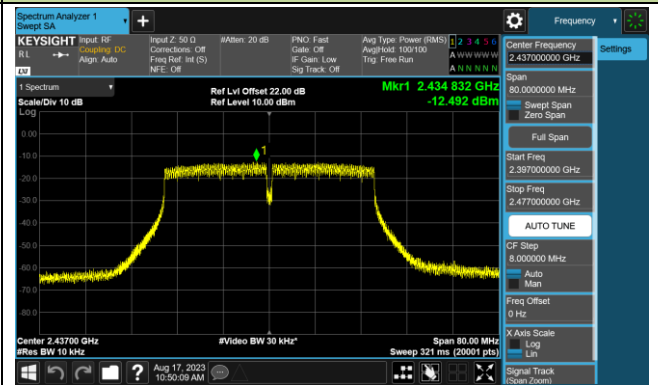 Spectrum Analyzer 1
Swept SA
+
Frequency
KEYSIGHT
RL
LXI
Input: RF
Coupling: DC
Align: Auto
Input Z: 50 Ω
Corrections: Off
Freq Ref: Int (S)
NFE: Off
#Atten: 20 dB
PNO: Fast
Gate: Off
IF Gain: Low
Sig Track: Off
Avg Type: Power (RMS)
Avg|Hold: 100/100
Trig: Free Run
1 2 3 4 5 6
A W W W W W
A N N N N N
1 Spectrum
Scale/Div 10 dB
Log
Ref Lvl Offset 22.00 dB
Ref Level 10.00 dBm
Mkr1 2.434 832 GHz
-12.492 dBm
0.00
-10.0
-20.0
-30.0
-40.0
-50.0
-60.0
-70.0
-80.0
1
Center 2.43700 GHz
#Res BW 10 kHz
#Video BW 30 kHz*
Span 80.00 MHz
Sweep 321 ms (20001 pts)
Aug 17, 2023
10:50:09 AM
Center Frequency
2.437000000 GHz
Settings
Span
80.0000000 MHz
Swept Span
Zero Span
Full Span
Start Freq
2.397000000 GHz
Stop Freq
2.477000000 GHz
AUTO TUNE
CF Step
8.000000 MHz
Auto
Man
Freq Offset
0 Hz
X Axis Scale
Log
Lin
Signal Track
(Span Zoom)